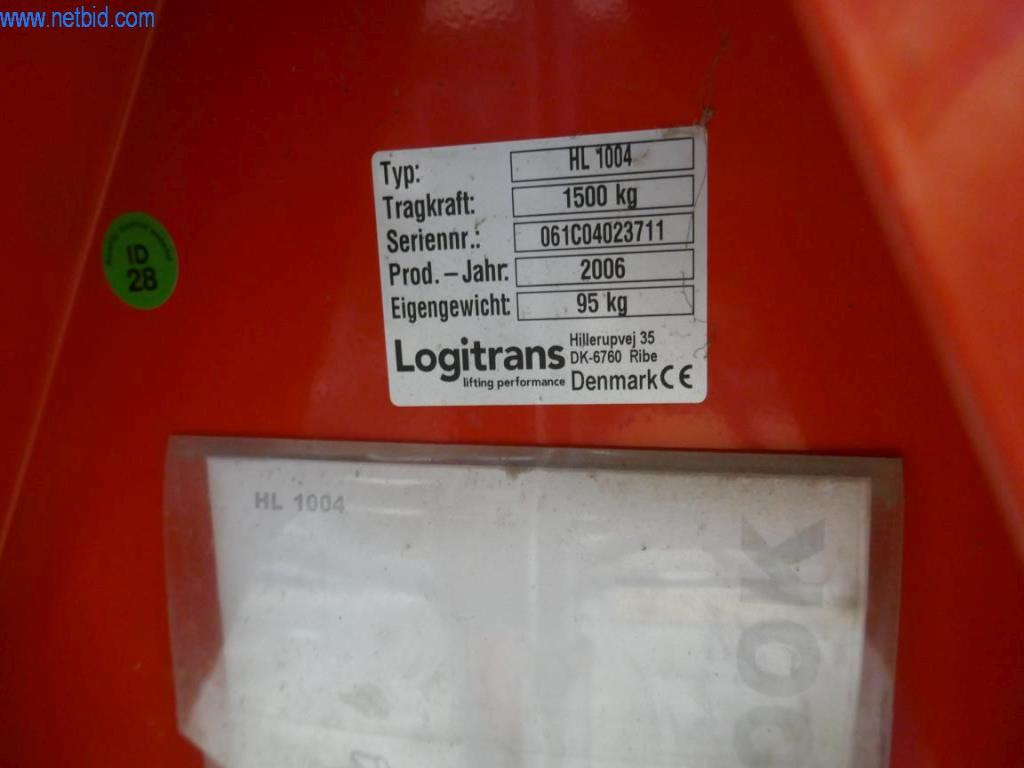 www.netbid.com
Typ: HL 1004
Tragkraft: 1500 kg
Seriennr.: 061C04023711
Prod. – Jahr: 2006
Eigengewicht: 95 kg
Logitrans
lifting performance
Hillerupvej 35
DK-6760 Ribe
Denmark CE
ID
28
HL 1004
OOK